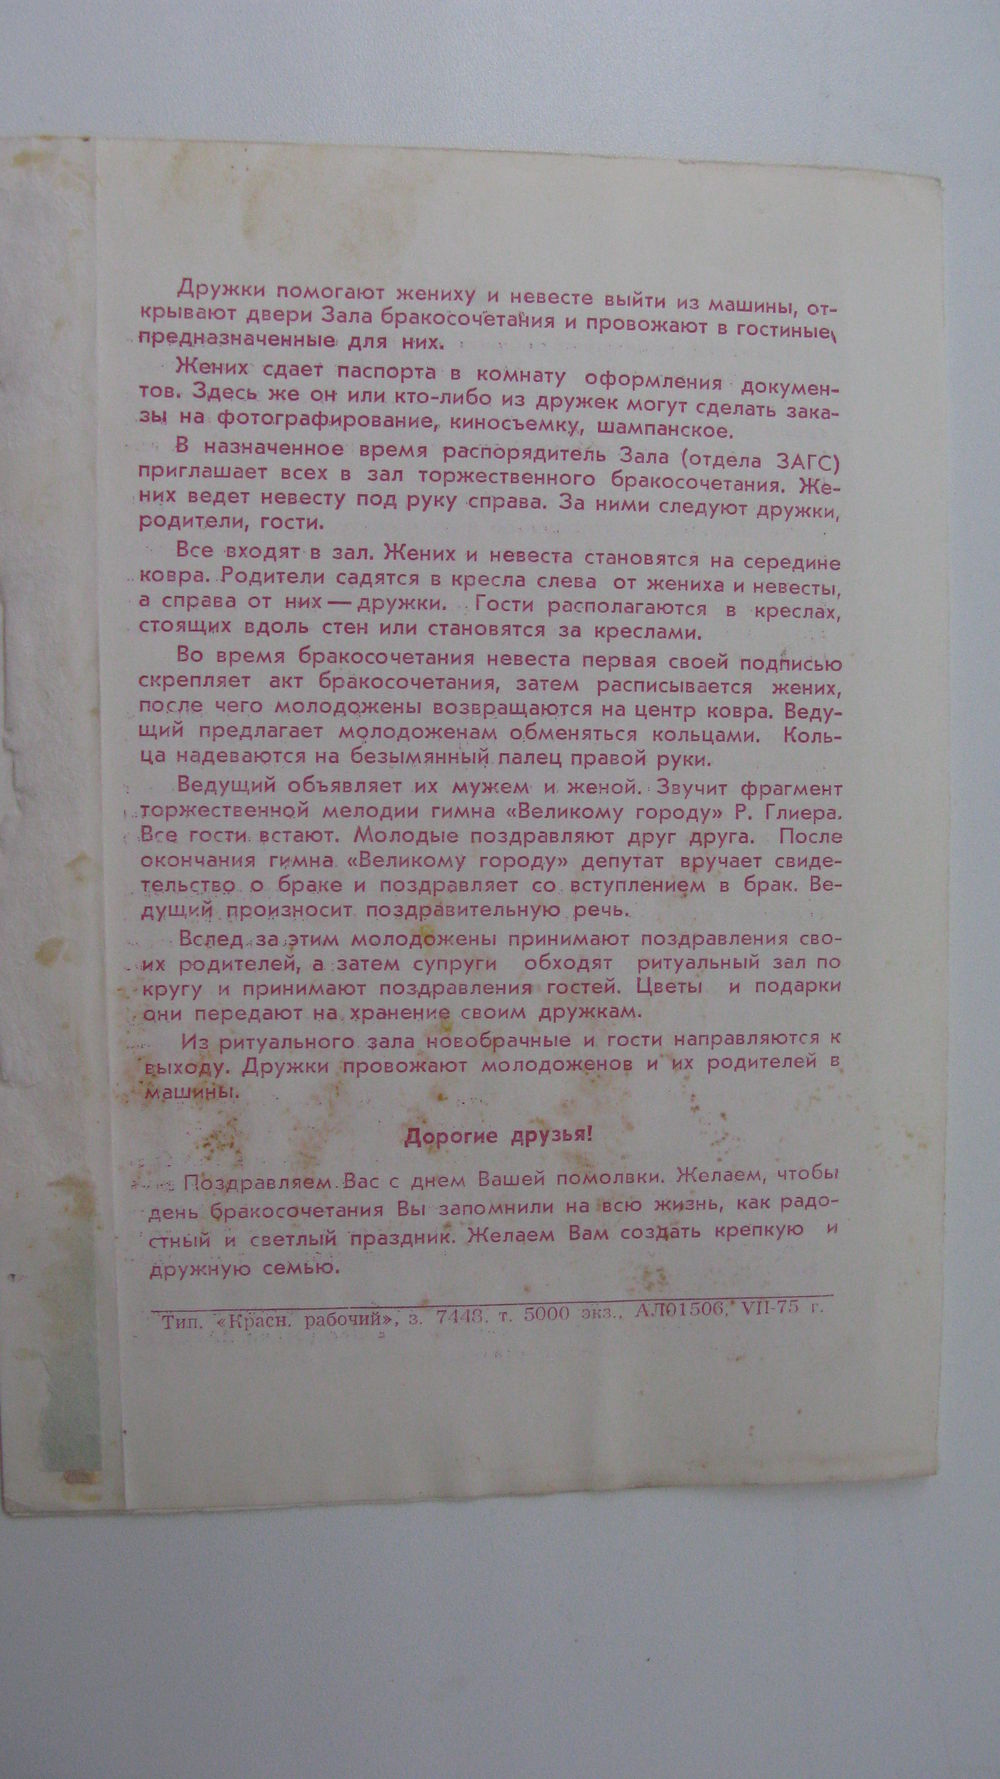 Дружки помогают жениху и невесте выйти из машины, от-
крывают двери Зала бракосочетания и провожают в гостиные,
предназначенные для них.
Жених сдает паспорта в комнату оформления докумен-
тов. Здесь же он или кто-либо из дружек могут сделать зака-
зы на фотографирование, киносъемку, шампанское.
В назначенное время распорядитель Зала (отдела ЗАГС)
приглашает всех в зал торжественного бракосочетания. Же-
них ведет невесту под руку справа. За ними следуют дружки,
родители, гости.
Все входят в зал. Жених и невеста становятся на середине
ковра. Родители садятся в кресла слева от жениха и невесты,
а справа от них — дружки. Гости располагаются в креслах,
стоящих вдоль стен или становятся за креслами.
Во время бракосочетания невеста первая своей подписью
скрепляет акт бракосочетания, затем расписывается жених,
после чего молодожены возвращаются на центр ковра. Веду-
щий предлагает молодоженам обменяться кольцами. Коль-
ца надеваются на безымянный палец правой руки.
Ведущий объявляет их мужем и женой. Звучит фрагмент
торжественной мелодии гимна «Великому городу» Р. Глиера.
Все гости встают. Молодые поздравляют друг друга. После
окончания гимна «Великому городу» депутат вручает свиде-
тельство о браке и поздравляет со вступлением в брак. Ве-
дущий произносит поздравительную речь.
Вслед за этим молодожены принимают поздравления сво-
их родителей, а затем супруги обходят ритуальный зал по
кругу и принимают поздравления гостей. Цветы и подарки
они передают на хранение своим дружкам.
Из ритуального зала новобрачные и гости направляются к
выходу. Дружки провожают молодоженов и их родителей в
машины.
Дорогие друзья!
Поздравляем Вас с днем Вашей помолвки. Желаем, чтобы
день бракосочетания Вы запомнили на всю жизнь, как радо-
стный и светлый праздник. Желаем Вам создать крепкую и
дружную семью.
Тип. «Красн. рабочий», з. 7448, т. 5000 экз., АЛ01506, VII-75 г.